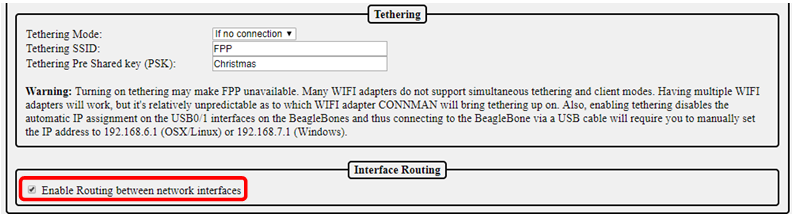 Tethering
Tethering Mode: If no connection
Tethering SSID: FPP
Tethering Pre Shared key (PSK): Christmas
Warning: Turning on tethering may make FPP unavailable. Many WIFI adapters do not support simultaneous tethering and client modes. Having multiple WIFI
adapters will work, but it's relatively unpredictable as to which WIFI adapter CONNMAN will bring tethering up on. Also, enabling tethering disables the
automatic IP assignment on the USB0/1 interfaces on the BeagleBones and thus connecting to the BeagleBone via a USB cable will require you to manually set
the IP address to 192.168.6.1 (OSX/Linux) or 192.168.7.1 (Windows).
Interface Routing
Enable Routing between network interfaces